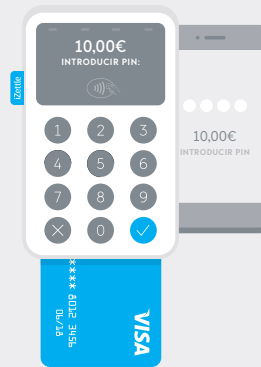 10,00€
INTRODUCIR PIN:
iZettle
1 2 3
4 5 6
7 8 9
0
10,00€
INTRODUCIR PIN
**** 8012 3456
06/18
VISA